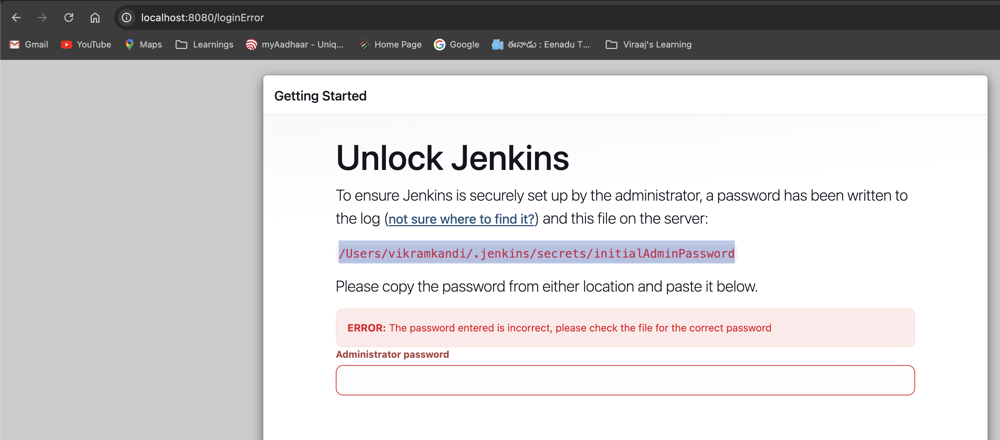 localhost:8080/loginError
Gmail YouTube Maps Learnings myAadhaar - Uniq... Home Page Google ఈనాడు : Eenadu T... Viraaj's Learning
Getting Started
Unlock Jenkins
To ensure Jenkins is securely set up by the administrator, a password has been written to
the log (not sure where to find it?) and this file on the server:
/Users/vikramkandi/.jenkins/secrets/initialAdminPassword
Please copy the password from either location and paste it below.
ERROR: The password entered is incorrect, please check the file for the correct password
Administrator password